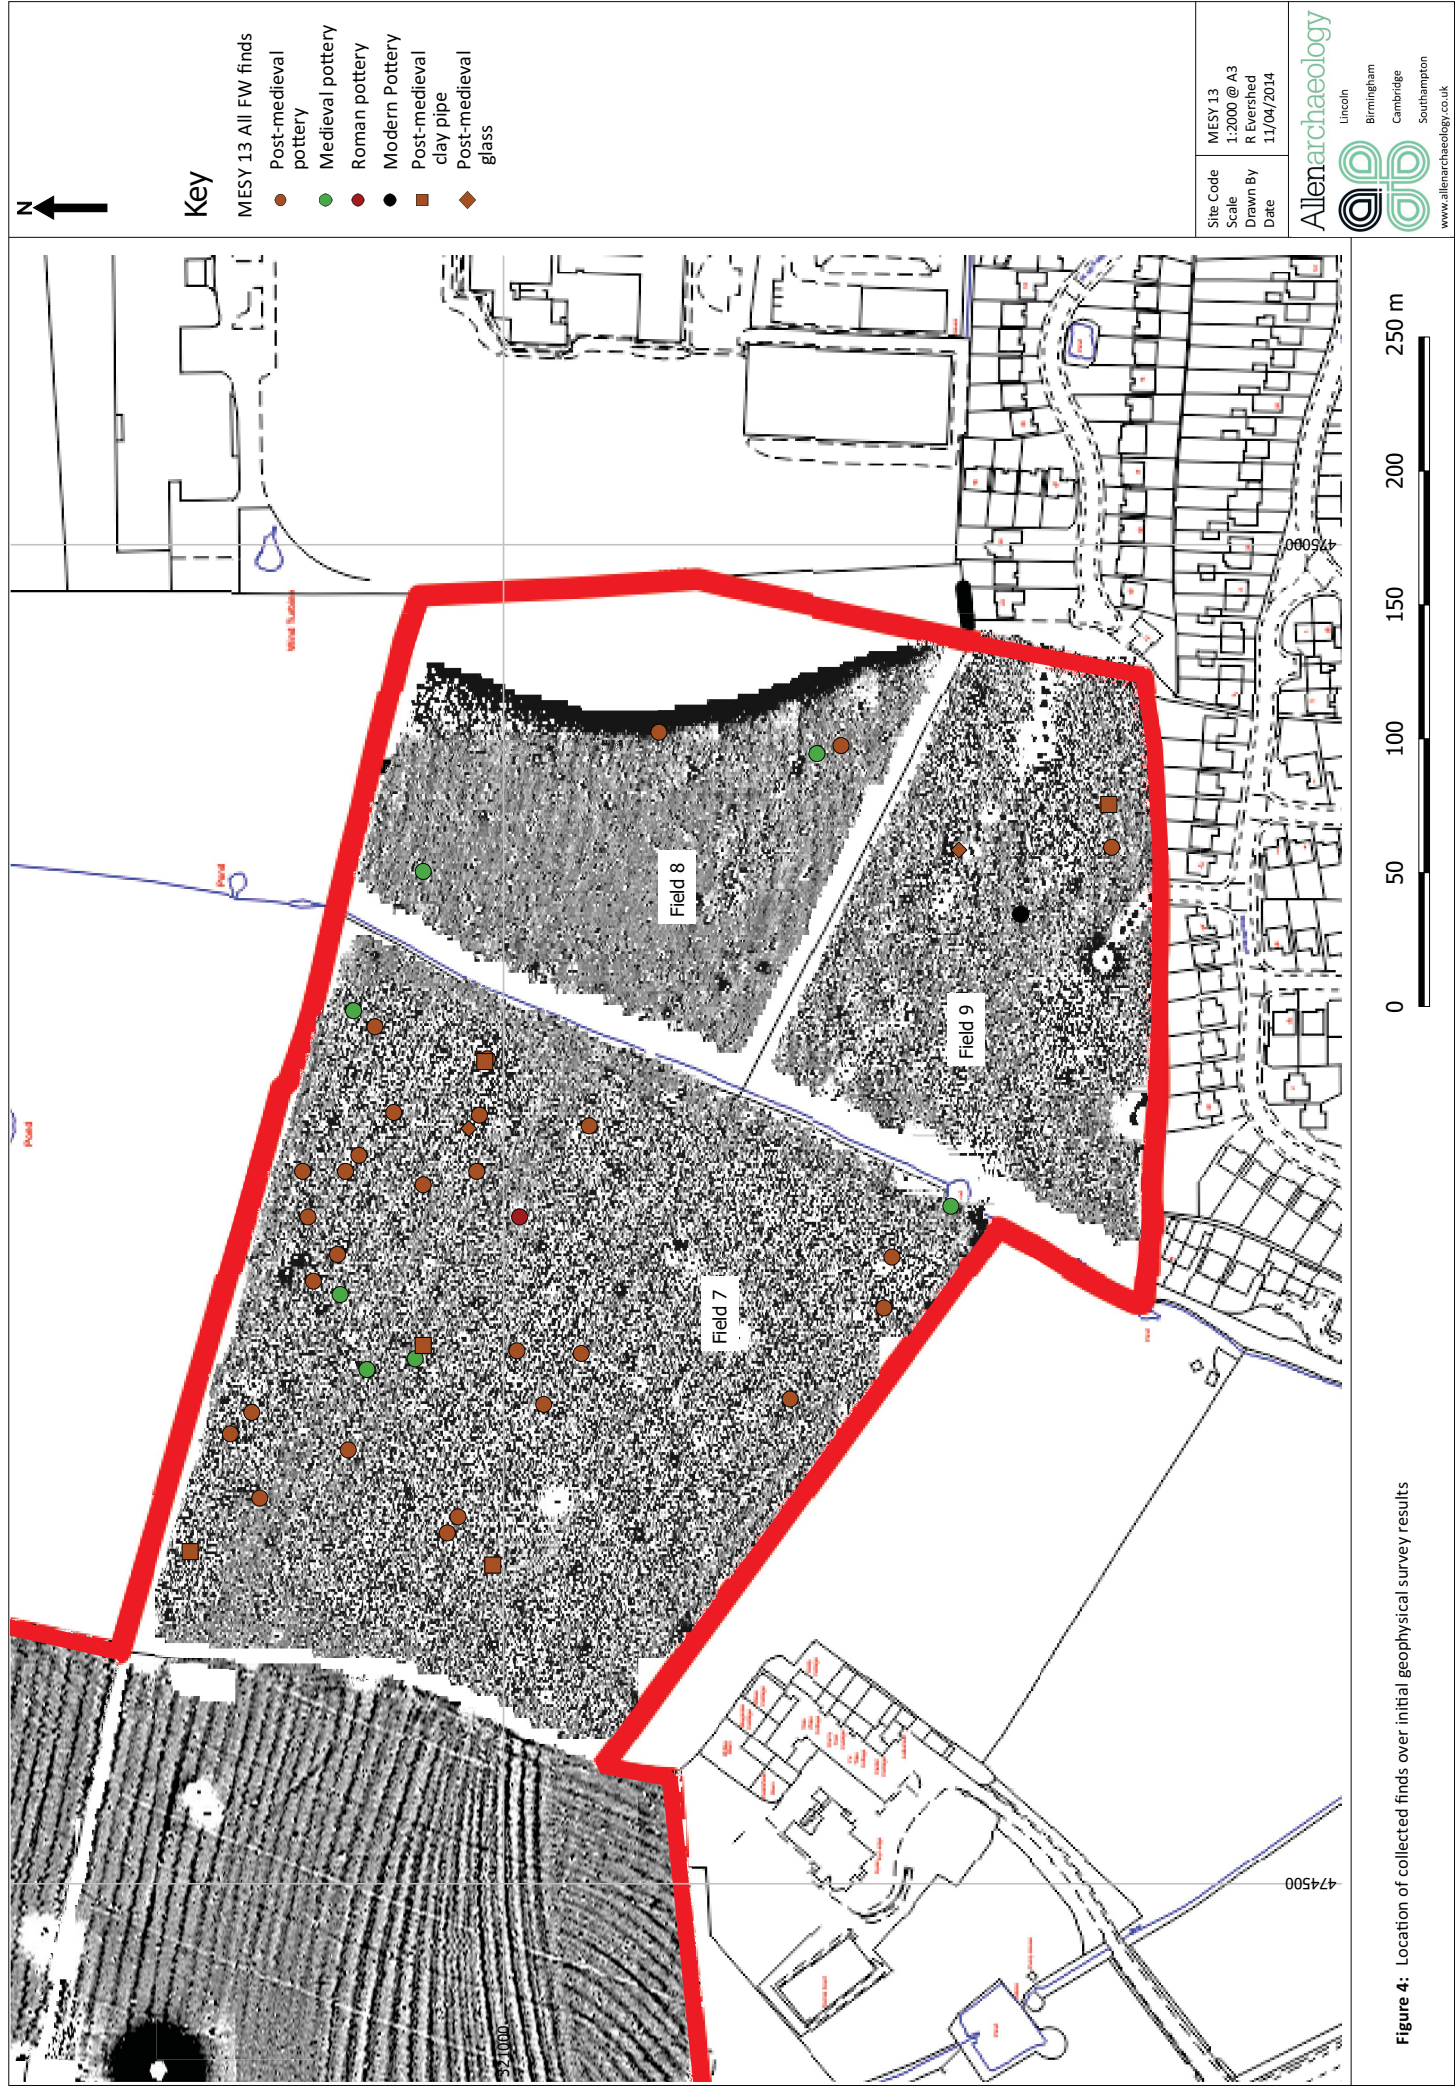 N
Key
MESY 13 All FW finds
Post-medieval
pottery
Medieval pottery
Roman pottery
Modern Pottery
Post-medieval
clay pipe
Post-medieval
glass
Site Code MESY 13
Scale 1:2000 @ A3
Drawn By R Evershed
Date 11/04/2014
Allenarchaeology
Lincoln
Birmingham
Cambridge
Southampton
www.allenarchaeology.co.uk
Wind Turbine
Pond
Pond
Field 8
Field 9
Field 7
475000
474500
321000
0 50 100 150 200 250 m
Figure 4: Location of collected finds over initial geophysical survey results